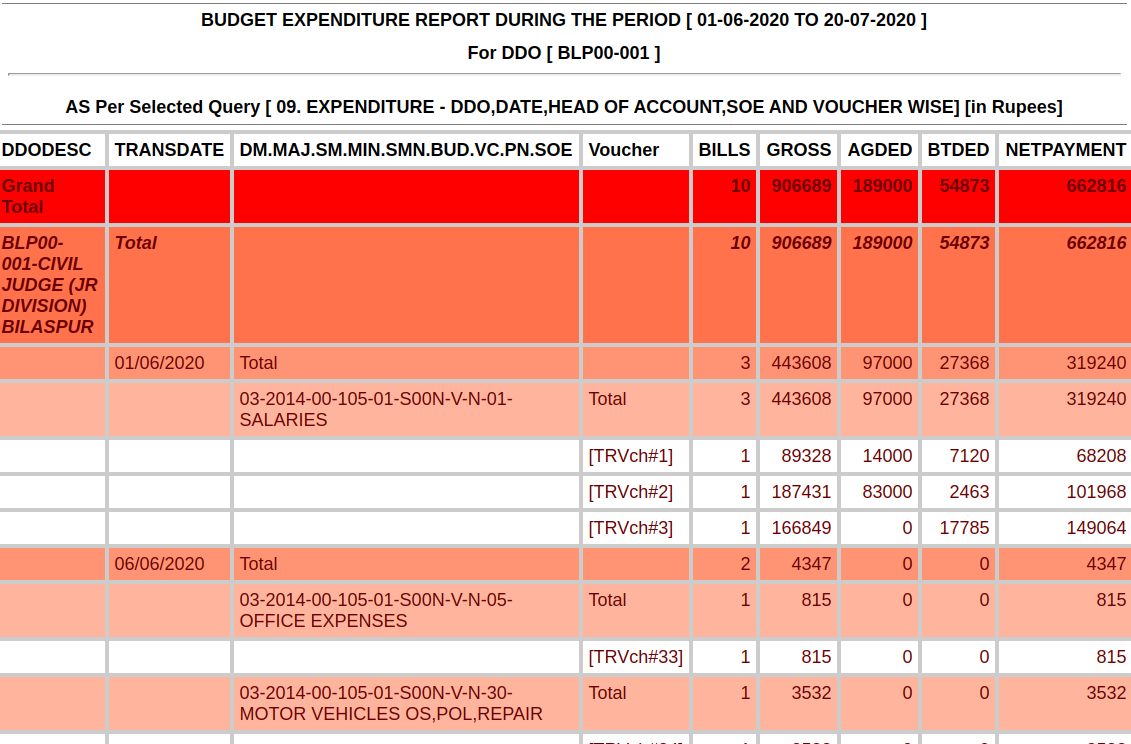 BUDGET EXPENDITURE REPORT DURING THE PERIOD [ 01-06-2020 TO 20-07-2020 ]
For DDO [ BLP00-001 ]
AS Per Selected Query [ 09. EXPENDITURE - DDO,DATE,HEAD OF ACCOUNT,SOE AND VOUCHER WISE] [in Rupees]
DDODESC TRANSDATE DM.MAJ.SM.MIN.SMN.BUD.VC.PN.SOE Voucher BILLS GROSS AGDED BTDED NETPAYMENT
Grand 10 906689 189000 54873 662816
Total
BLP00- Total 10 906689 189000 54873 662816
001-CIVIL
JUDGE (JR
DIVISION)
BILASPUR
01/06/2020 Total 3 443608 97000 27368 319240
03-2014-00-105-01-S00N-V-N-01- Total 3 443608 97000 27368 319240
SALARIES
[TRVch#1] 1 89328 14000 7120 68208
[TRVch#2] 1 187431 83000 2463 101968
[TRVch#3] 1 166849 0 17785 149064
06/06/2020 Total 2 4347 0 0 4347
03-2014-00-105-01-S00N-V-N-05- Total 1 815 0 0 815
OFFICE EXPENSES
[TRVch#33] 1 815 0 0 815
03-2014-00-105-01-S00N-V-N-30- Total 1 3532 0 0 3532
MOTOR VEHICLES OS,POL,REPAIR